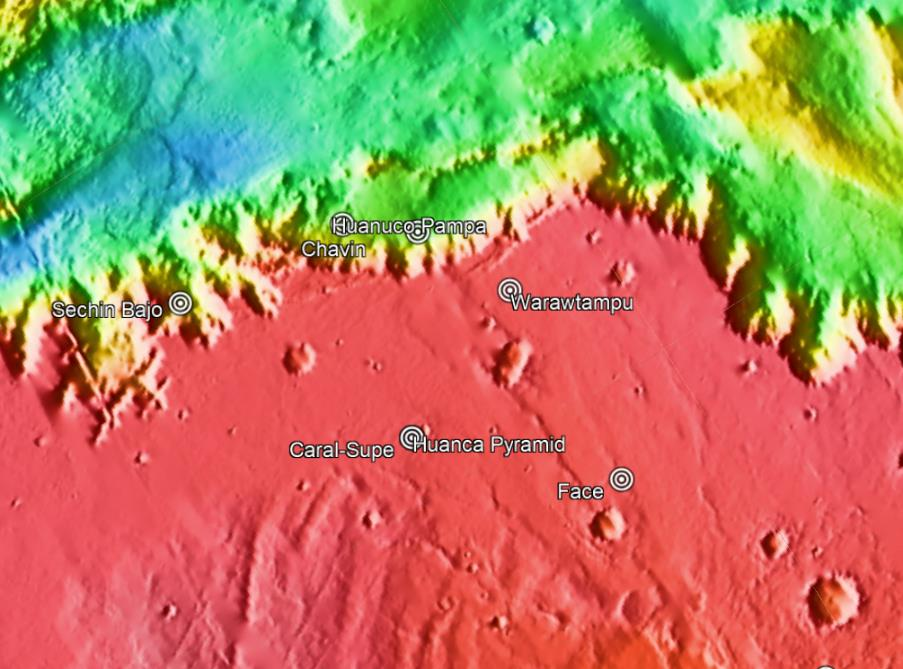 Huanuco Pampa
Chavin
Sechin Bajo
Warawtampu
Caral-Supe
Huanca Pyramid
Face